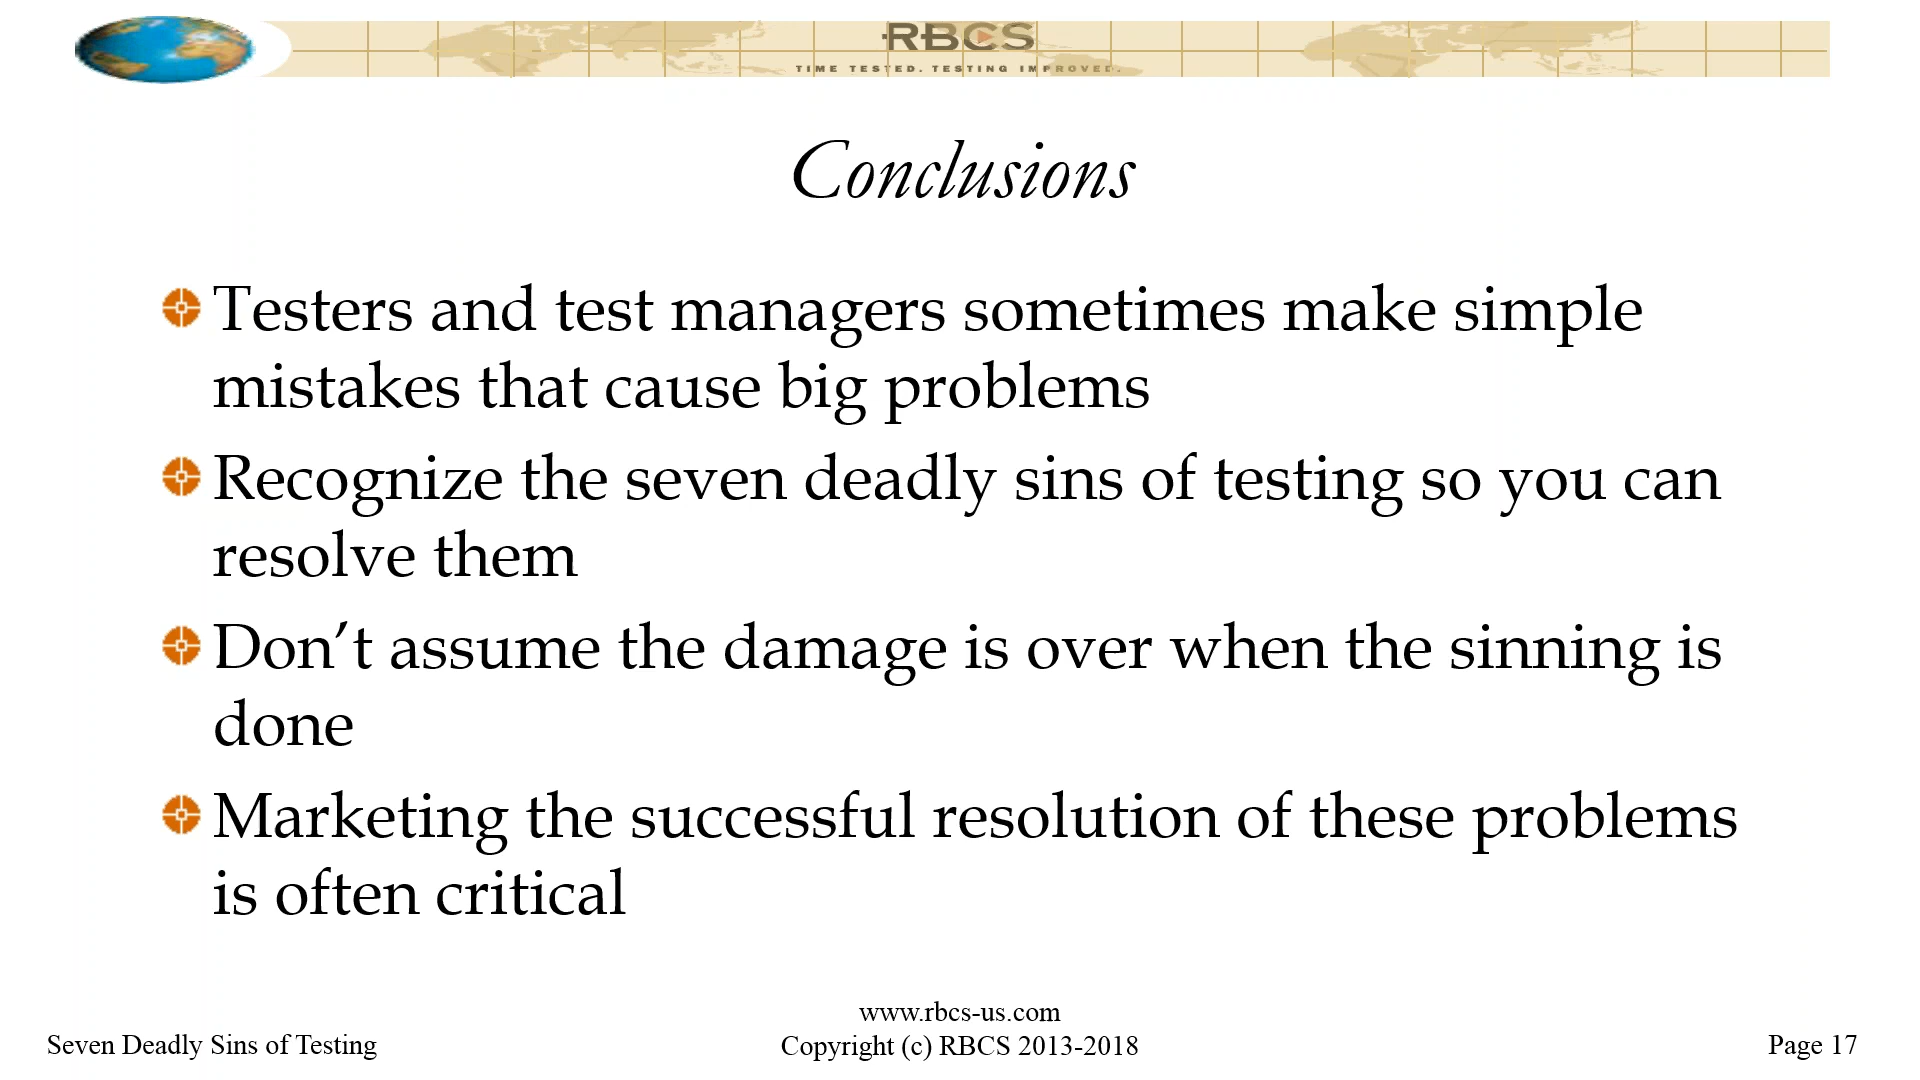 RBCS
TIME TESTED. TESTING IMPROVED.
Conclusions
Testers and test managers sometimes make simple
mistakes that cause big problems
Recognize the seven deadly sins of testing so you can
resolve them
Don’t assume the damage is over when the sinning is
done
Marketing the successful resolution of these problems
is often critical
www.rbcs-us.com
Seven Deadly Sins of Testing
Copyright (c) RBCS 2013-2018
Page 17